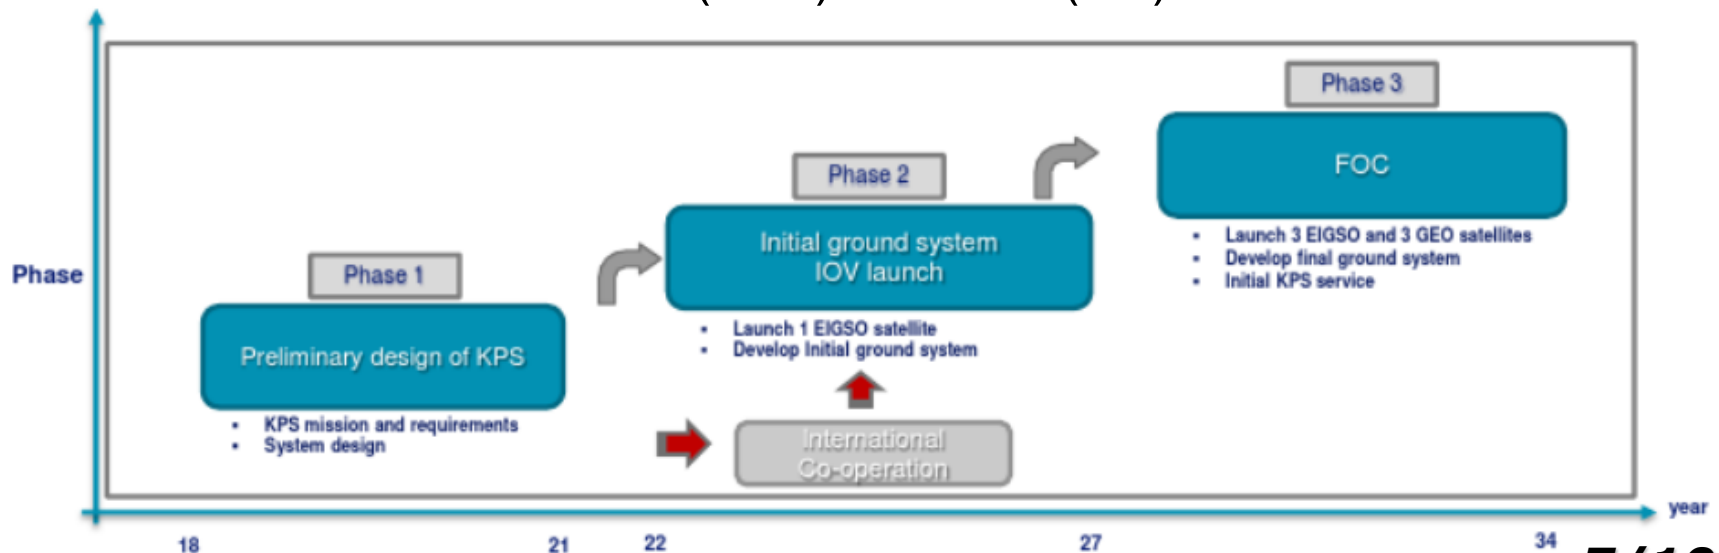 Phase 3
FOC
Launch 3 EIGSO and 3 GEO satellites
Develop final ground system
Initial KPS service
Phase 2
Initial ground system
IOV launch
Launch 1 EIGSO satellite
Develop Initial ground system
Phase
Phase 1
Preliminary design of KPS
KPS mission and requirements
System design
International
Co-operation
year
18
21
22
27
34